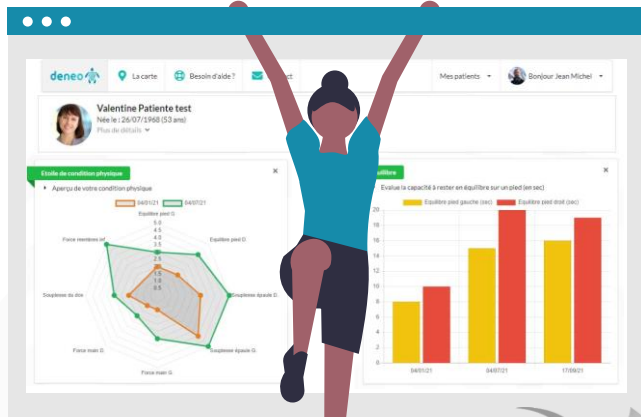 deneo
La carte
Besoin d'aide ?
Mes patients
Bonjour Jean Michel
Valentine Patiente test
Née le : 26/07/1968 (53 ans)
Plus de détails
Etoile de condition physique
×
Aperçu de votre condition physique
04/01/21
04/07/21
Equilibre pied G.
5.0
4.5
4.0
3.5
3.0
2.5
1.5
1.0
0.5
Equilibre pied D.
Souplesse épaule D.
Souplesse épaule G.
Force main G.
Force main D.
Souplesse du dos
Force membres inf.
×
Evalue la capacité à rester en équilibre sur un pied (en sec)
Equilibre pied gauche (sec)
Equilibre pied droit (sec)
20
18
16
14
12
10
8
6
4
2
0
04/01/21
04/07/21
17/09/21